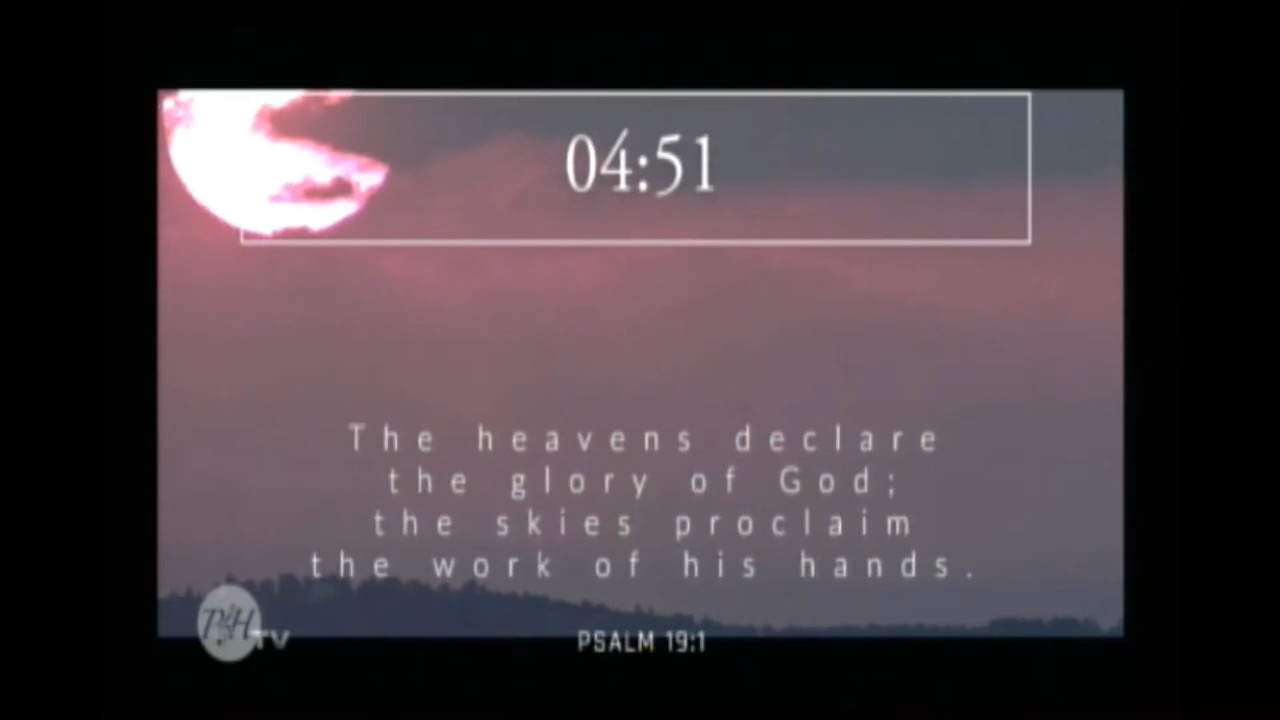 04:51
The heavens declare
the glory of God;
the skies proclaim
the work of his hands.
TV
PSALM 19:1